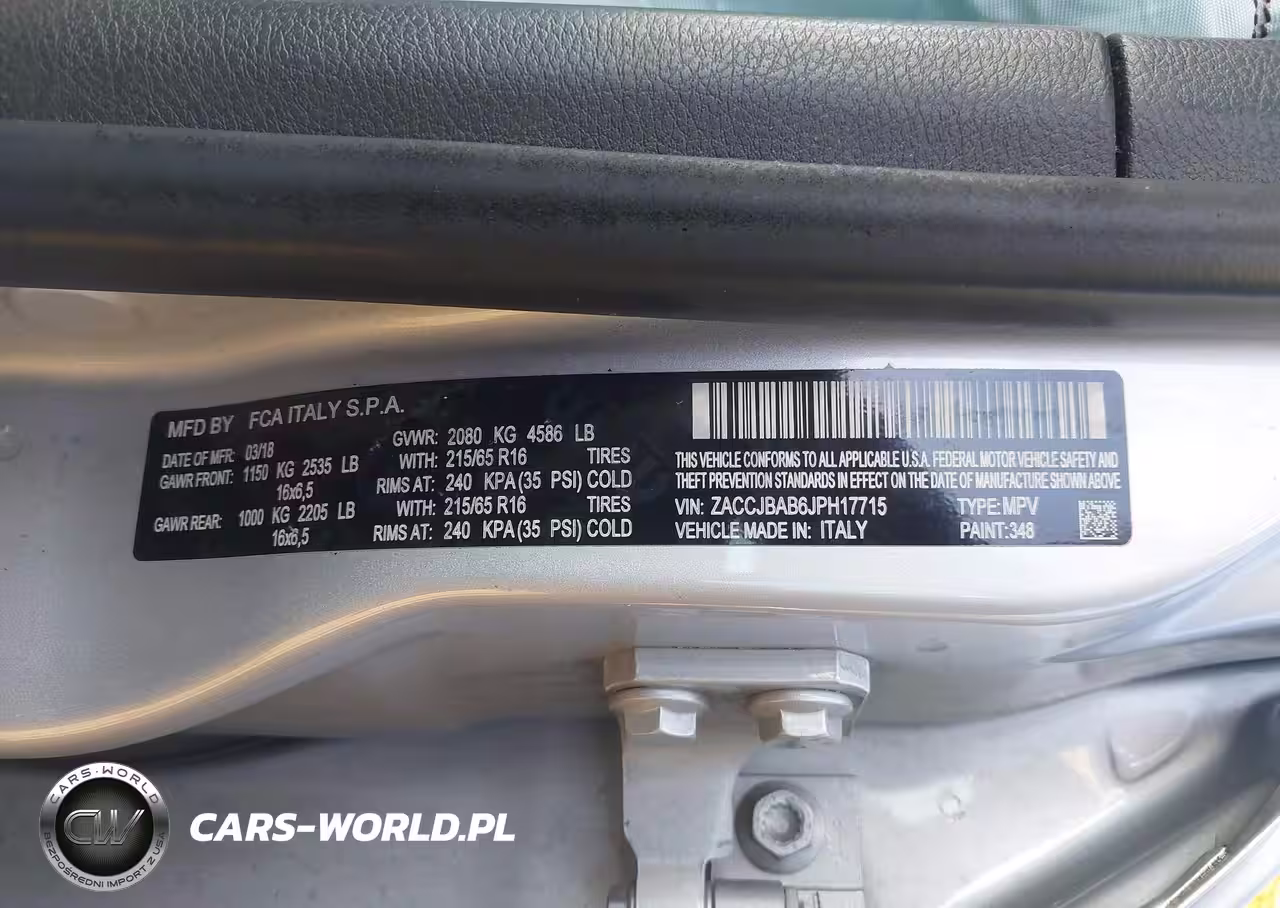 MFD BY FCA ITALY S.P.A.
DATE OF MFR: 03/18 GVWR: 2080 KG 4586 LB
GAWR FRONT: 1150 KG 2535 LB WITH: 215/65 R16 TIRES
16x6,5 RIMS AT: 240 KPA (35 PSI) COLD
GAWR REAR: 1000 KG 2205 LB WITH: 215/65 R16 TIRES
16x6,5 RIMS AT: 240 KPA (35 PSI) COLD
THIS VEHICLE CONFORMS TO ALL APPLICABLE U.S.A. FEDERAL MOTOR VEHICLE SAFETY AND
THEFT PREVENTION STANDARDS IN EFFECT ON THE DATE OF MANUFACTURE SHOWN ABOVE
VIN: ZACCJBAB6JPH17715 TYPE: MPV
VEHICLE MADE IN: ITALY PAINT: 348
CARS-WORLD
CW
BEZPOŚREDNI IMPORT Z USA
CARS-WORLD.PL